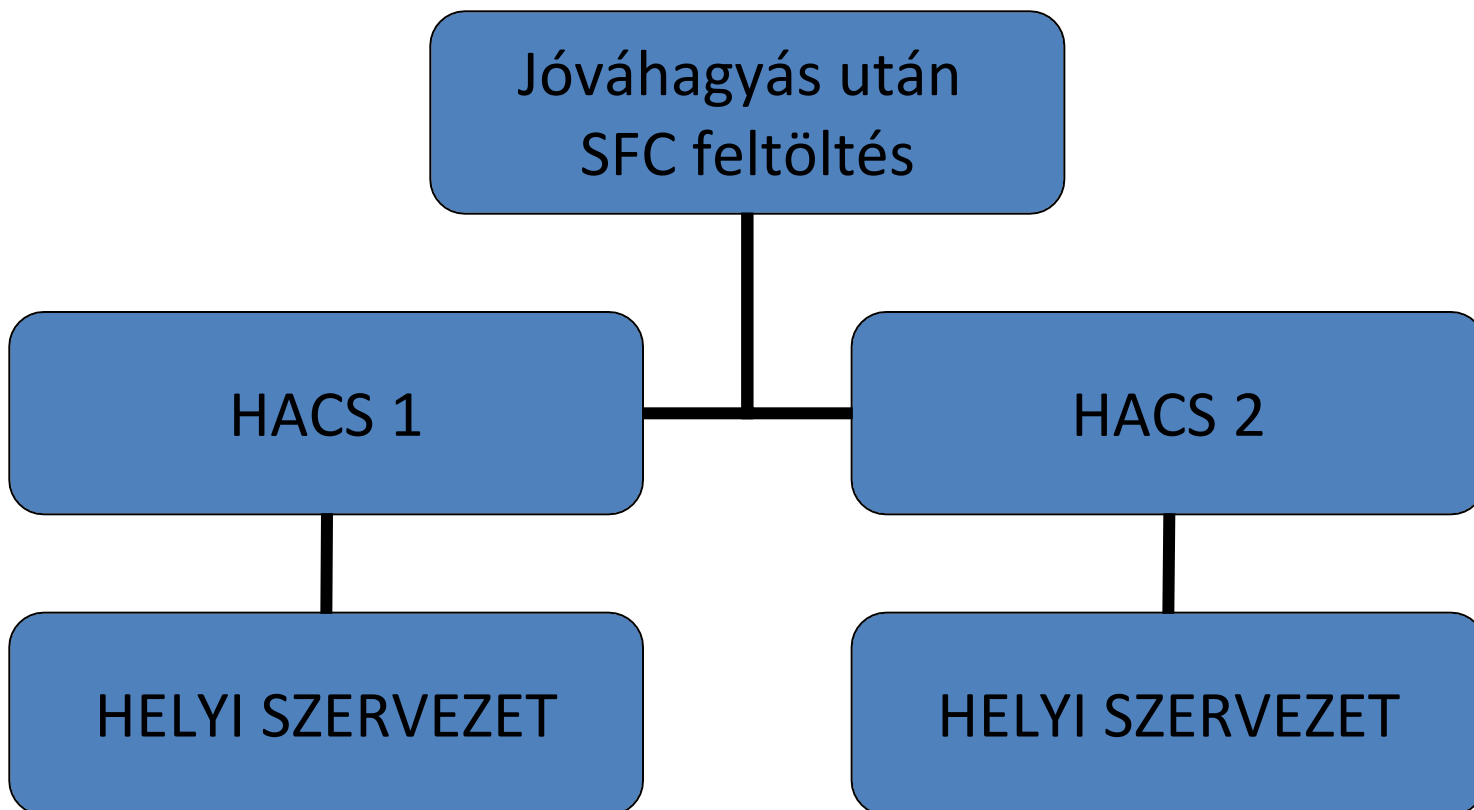 Jóváhagyás után
SFC feltöltés
HACS 1
HACS 2
HELYI SZERVEZET
HELYI SZERVEZET